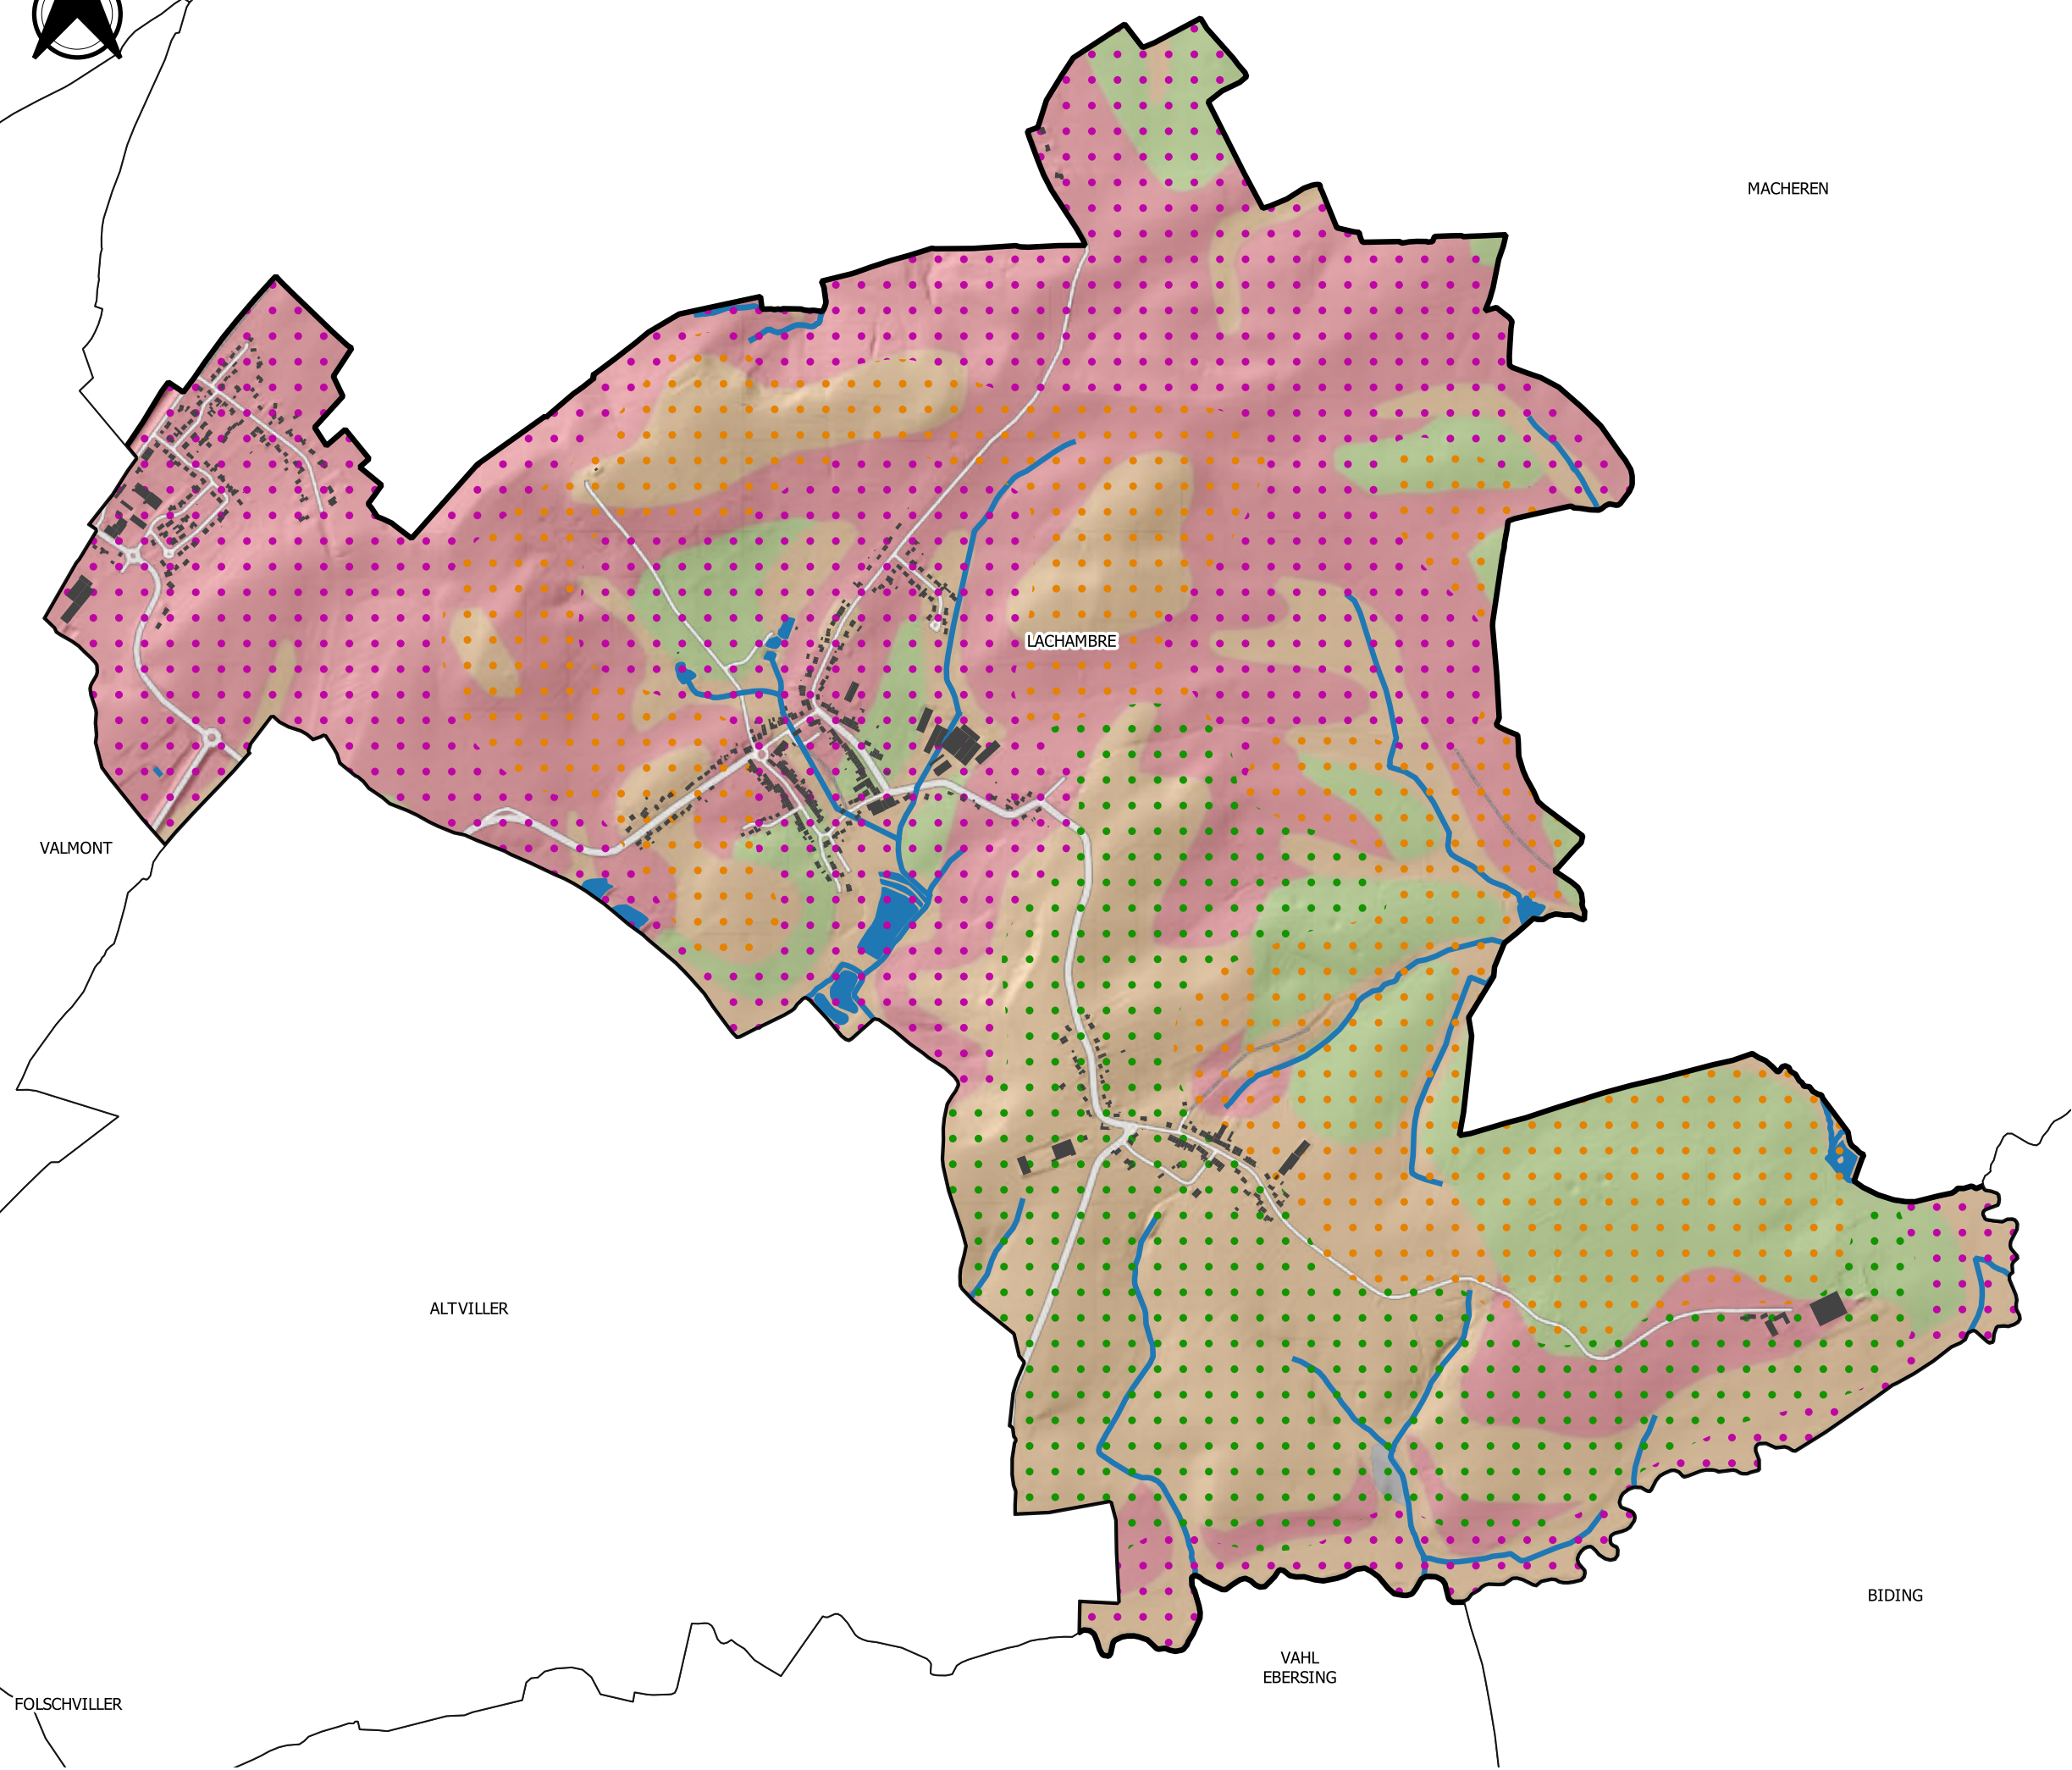 MACHEREN
LACHAMBRE
VALMONT
ALTVILLER
BIDING
VAHL
EBERSING
FOLSCHVILLER